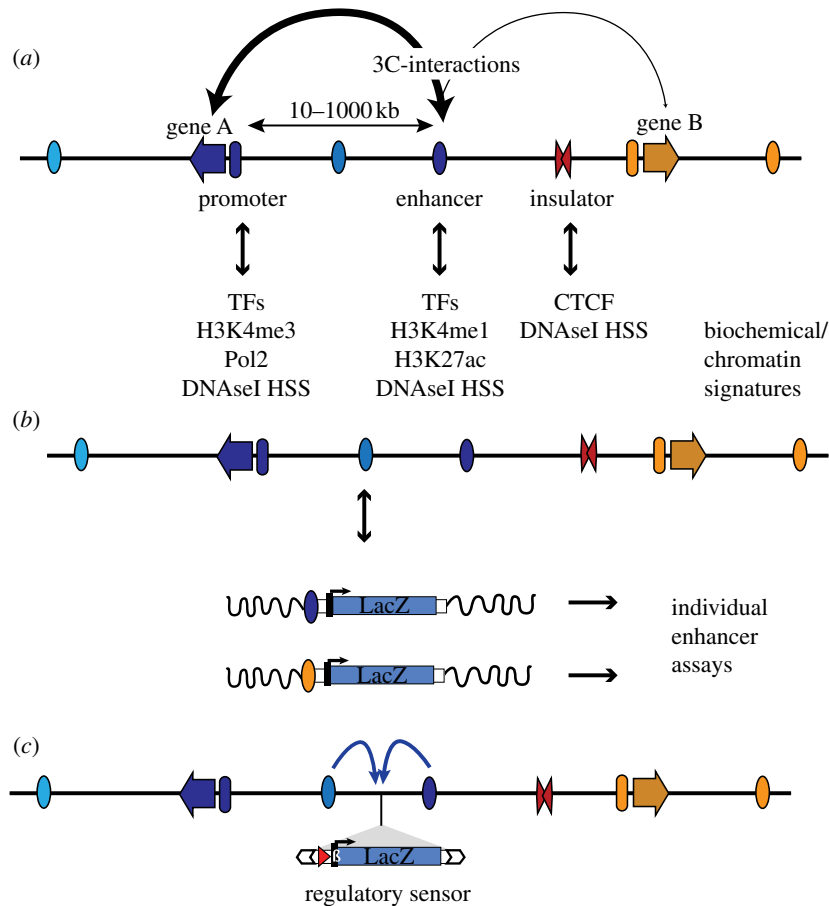 (a)
3C-interactions
10–1000 kb
gene A
gene B
promoter
enhancer
insulator
TFs
H3K4me3
Pol2
DNAseI HSS
TFs
H3K4me1
H3K27ac
DNAseI HSS
CTCF
DNAseI HSS
biochemical/
chromatin
signatures
(b)
LacZ
LacZ
individual
enhancer
assays
(c)
ß
LacZ
regulatory sensor